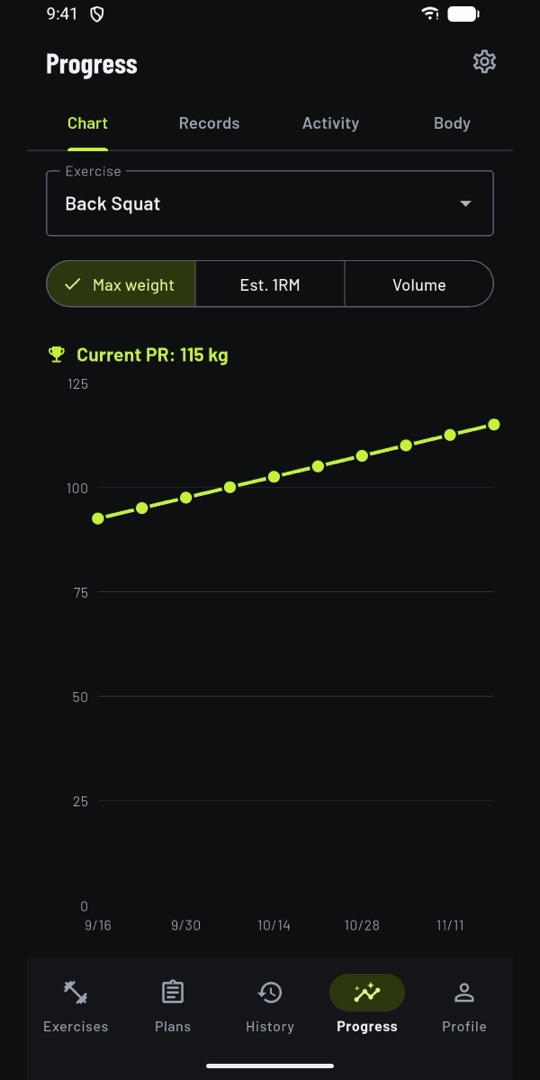 9:41
Progress
Chart Records Activity Body
Exercise
Back Squat
Max weight Est. 1RM Volume
Current PR: 115 kg
125
100
75
50
25
0
9/16 9/30 10/14 10/28 11/11
Exercises Plans History Progress Profile